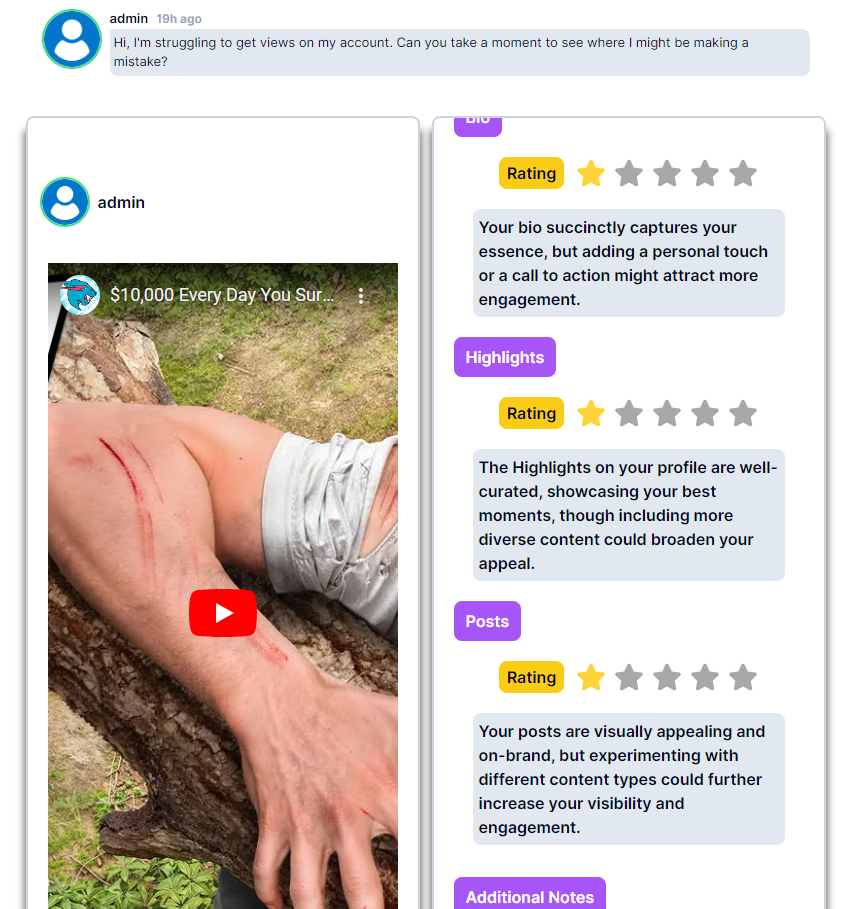 admin 19h ago
Hi, I'm struggling to get views on my account. Can you take a moment to see where I might be making a
mistake?
admin
$10,000 Every Day You Sur...
Bio
Rating
Your bio succinctly captures your
essence, but adding a personal touch
or a call to action might attract more
engagement.
Highlights
Rating
The Highlights on your profile are well-
curated, showcasing your best
moments, though including more
diverse content could broaden your
appeal.
Posts
Rating
Your posts are visually appealing and
on-brand, but experimenting with
different content types could further
increase your visibility and
engagement.
Additional Notes